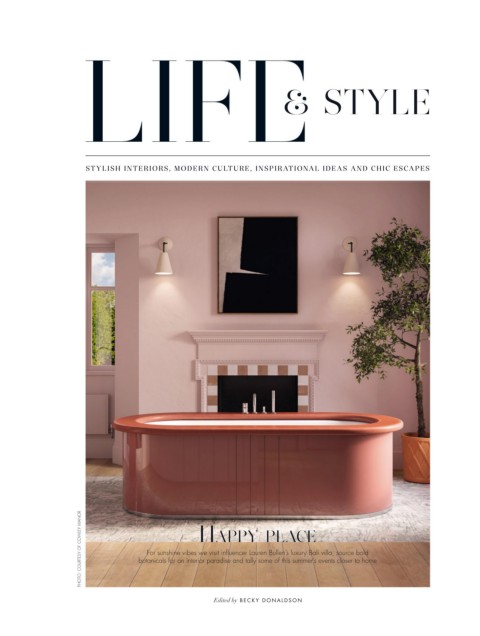 LIFE & STYLE
STYLISH INTERIORS, MODERN CULTURE, INSPIRATIONAL IDEAS AND CHIC ESCAPES
HAPPY PLACE
For sunshine vibes we visit influencer Lauren Bullen's luxury Bali villa, source bold
botanicals for an interior paradise and tally some of this summer's events closer to home
PHOTO: COURTESY OF
Edited by BECKY DONALDSON